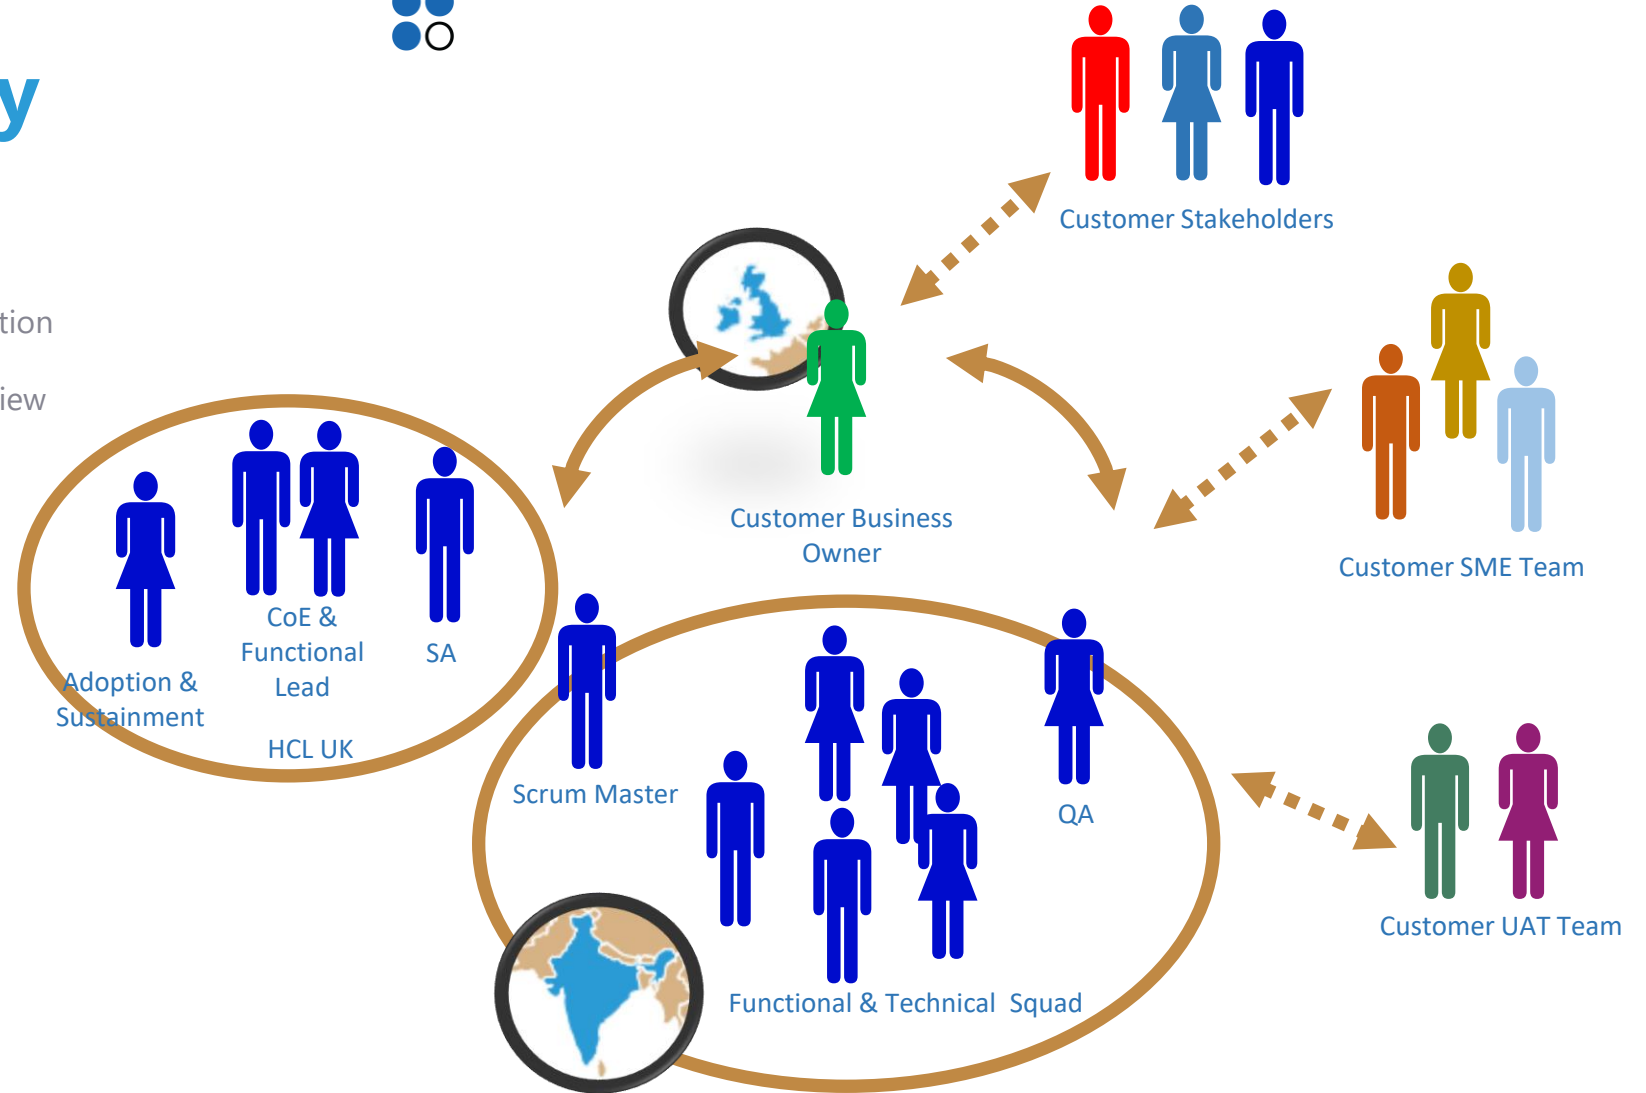 y
tion
iew
Customer Stakeholders
Customer Business
Owner
Customer SME Team
CoE &
Functional
Lead
SA
Adoption &
Sustainment
HCL UK
Scrum Master
QA
Customer UAT Team
Functional & Technical  Squad